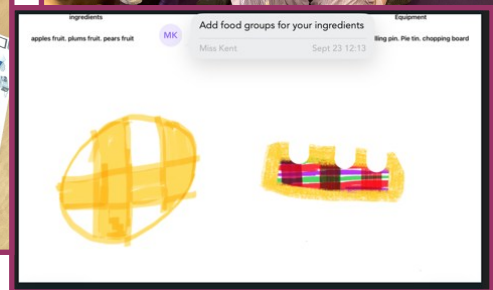 ingredients
apples fruit. plums fruit. pears fruit
MK
Add food groups for your ingredients
Miss Kent
Sept 23 12:13
Equipment
pin. Pie tin. chopping board